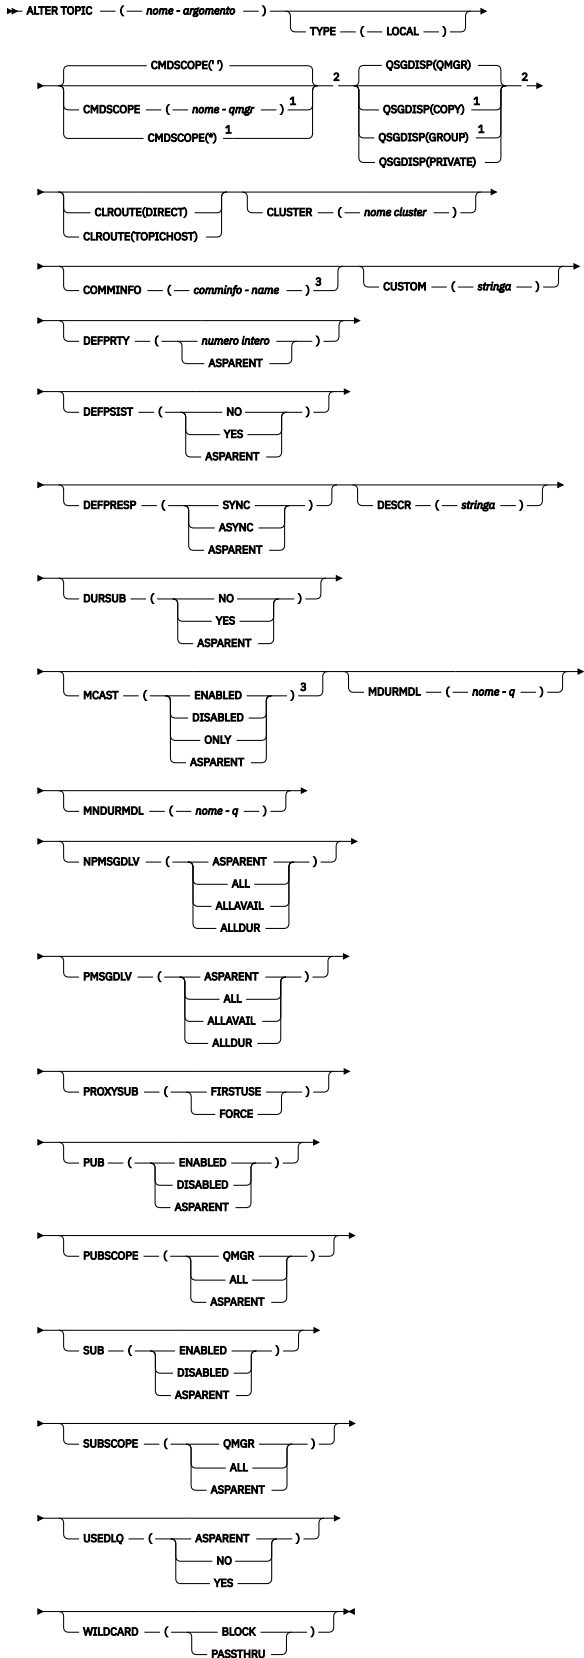 ALTER TOPIC ( nome - argomento )
TYPE ( LOCAL )
CMDSCOPE(' ')
CMDSCOPE ( nome - qmgr ) 1
CMDSCOPE(*) 1
2
QSGDISP(QMGR)
QSGDISP(COPY) 1
QSGDISP(GROUP) 1
QSGDISP(PRIVATE)
2
CLROUTE(DIRECT)
CLROUTE(TOPICHOST)
CLUSTER ( nome cluster )
COMMINFO ( comminfo - name ) 3
CUSTOM ( stringa )
DEFPRTY ( numero intero )
ASPARENT
DEFPSIST ( NO )
YES
ASPARENT
DEFPRESP ( SYNC )
ASYNC
ASPARENT
DESCR ( stringa )
DURSUB ( NO )
YES
ASPARENT
MCAST ( ENABLED ) 3
DISABLED
ONLY
ASPARENT
MDURMDL ( nome - q )
MNDURMDL ( nome - q )
NPMSGDLV ( ASPARENT )
ALL
ALLAVAIL
ALLDUR
PMSGDLV ( ASPARENT )
ALL
ALLAVAIL
ALLDUR
PROXYSUB ( FIRSTUSE )
FORCE
PUB ( ENABLED )
DISABLED
ASPARENT
PUBSCOPE ( QMGR )
ALL
ASPARENT
SUB ( ENABLED )
DISABLED
ASPARENT
SUBSCOPE ( QMGR )
ALL
ASPARENT
USEDLQ ( ASPARENT )
NO
YES
WILDCARD ( BLOCK )
PASSTHRU